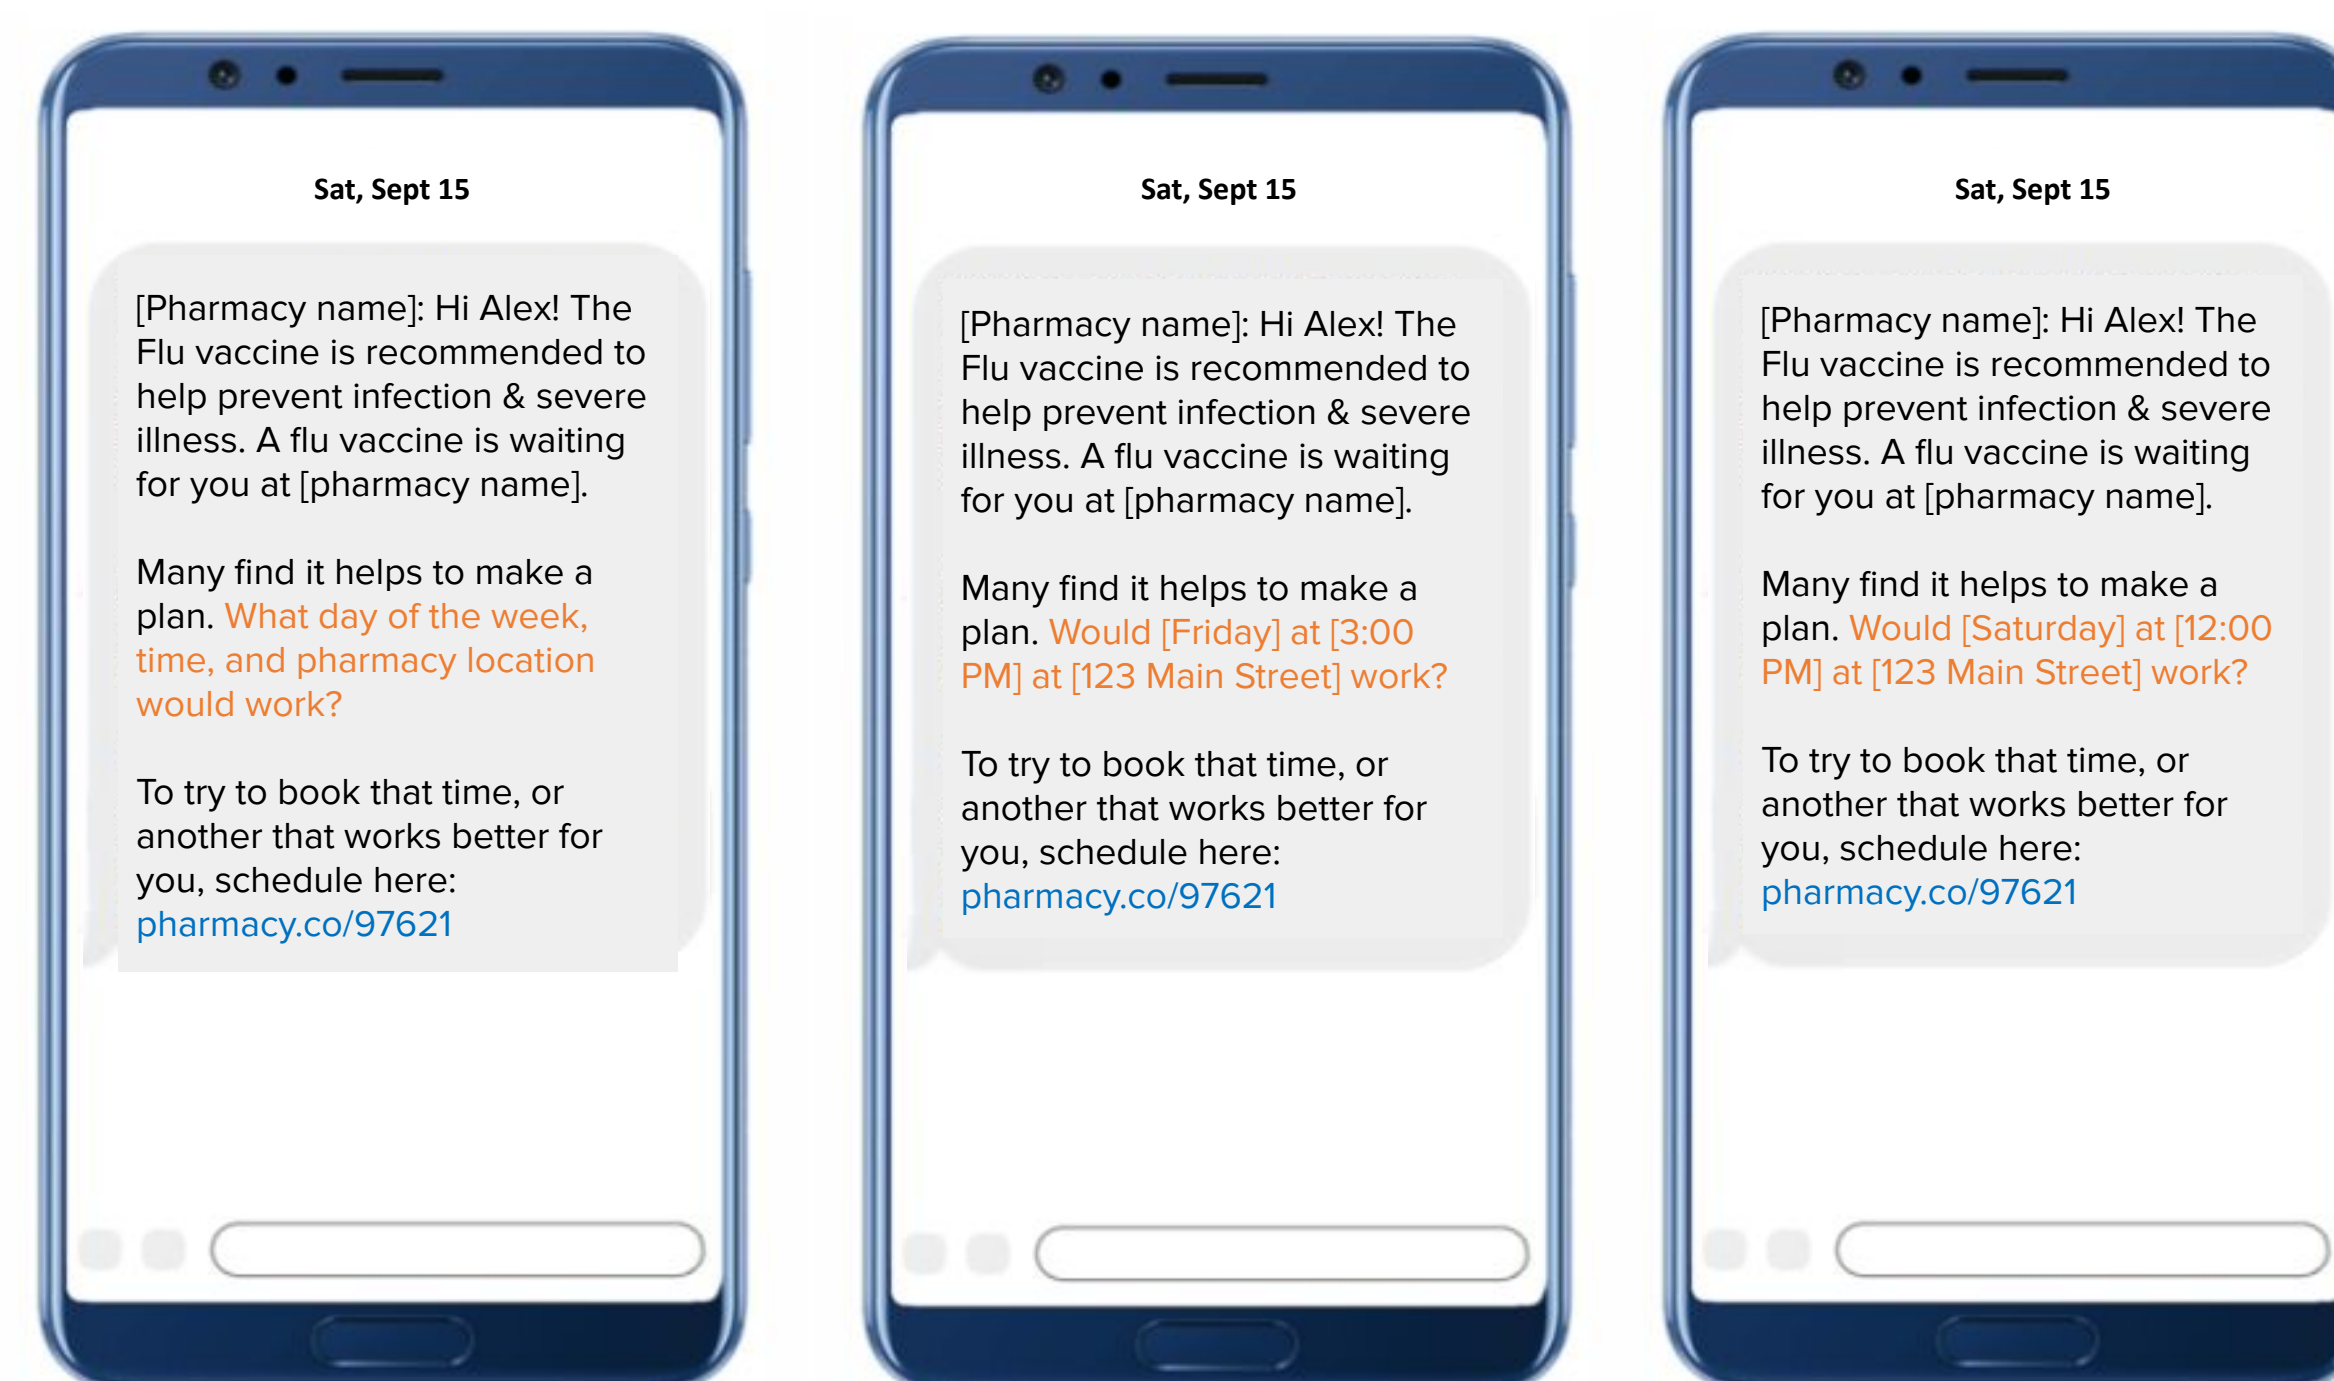 Sat, Sept 15
[Pharmacy name]: Hi Alex! The
Flu vaccine is recommended to
help prevent infection & severe
illness. A flu vaccine is waiting
for you at [pharmacy name].
Many find it helps to make a
plan. What day of the week,
time, and pharmacy location
would work?
To try to book that time, or
another that works better for
you, schedule here:
pharmacy.co/97621
Sat, Sept 15
[Pharmacy name]: Hi Alex! The
Flu vaccine is recommended to
help prevent infection & severe
illness. A flu vaccine is waiting
for you at [pharmacy name].
Many find it helps to make a
plan. Would [Friday] at [3:00
PM] at [123 Main Street] work?
To try to book that time, or
another that works better for
you, schedule here:
pharmacy.co/97621
Sat, Sept 15
[Pharmacy name]: Hi Alex! The
Flu vaccine is recommended to
help prevent infection & severe
illness. A flu vaccine is waiting
for you at [pharmacy name].
Many find it helps to make a
plan. Would [Saturday] at [12:00
PM] at [123 Main Street] work?
To try to book that time, or
another that works better for
you, schedule here:
pharmacy.co/97621